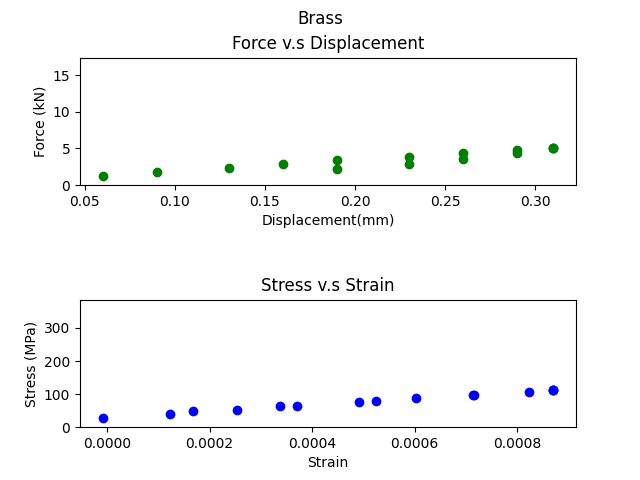 Brass
Force v.s Displacement
Force (kN)
15
10
5
0
0.05 0.10 0.15 0.20 0.25 0.30
Displacement(mm)
Stress v.s Strain
Stress (MPa)
300
200
100
0
0.0000 0.0002 0.0004 0.0006 0.0008
Strain